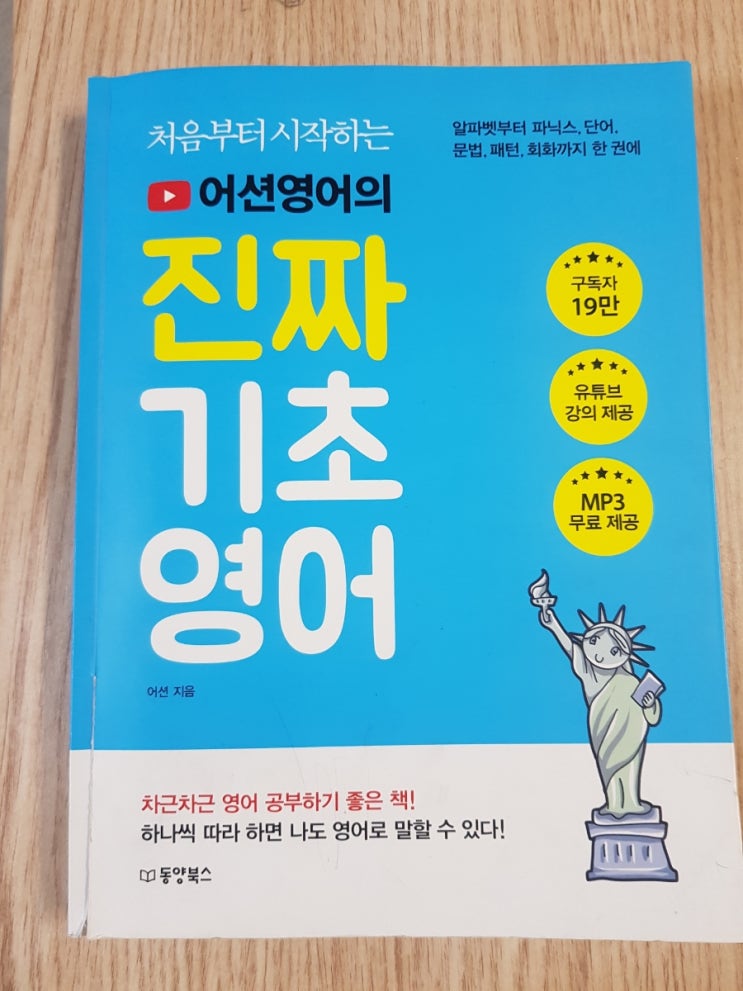 처음부터 시작하는
알파벳부터 파닉스, 단어,
문법, 패턴, 회화까지 한 권에
어션영어의
진짜
기초
영어
구독자
19만
유튜브
강의 제공
MP3
무료 제공
어션 지음
차근차근 영어 공부하기 좋은 책!
하나씩 따라 하면 나도 영어로 말할 수 있다!
동양북스